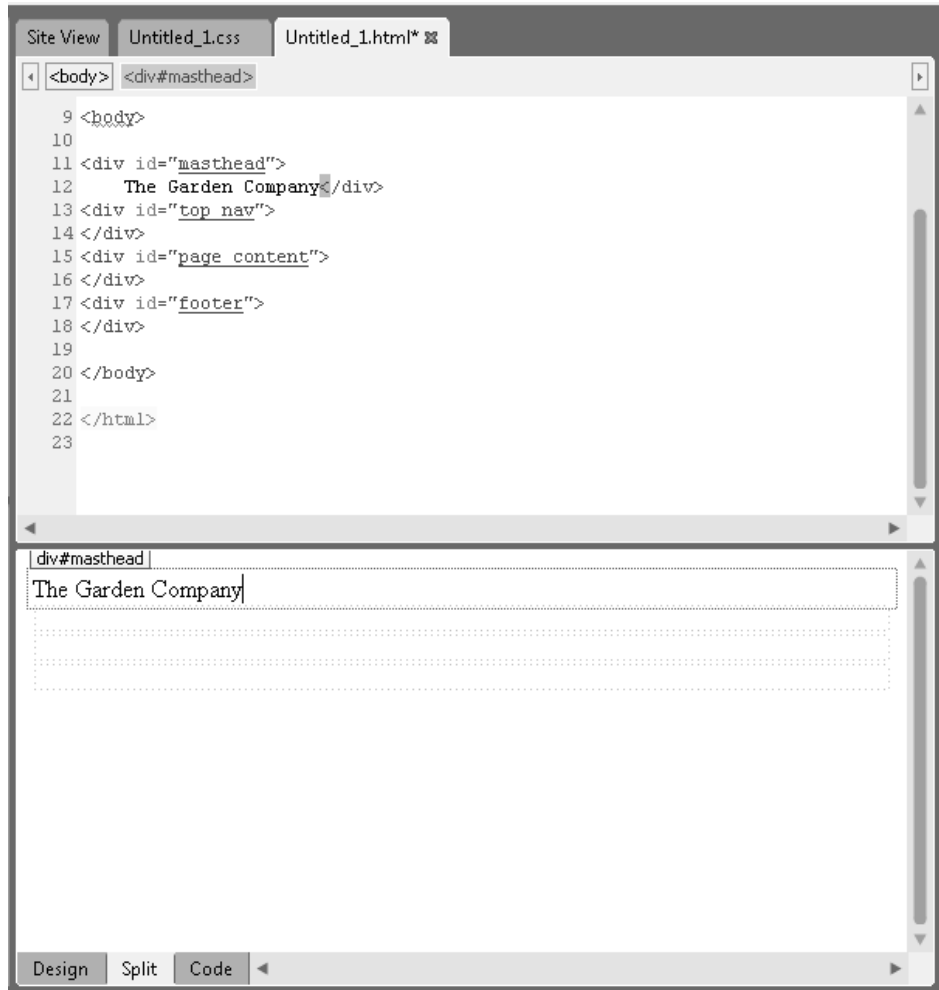 Site View Untitled_1.css Untitled_1.html*
<body> <div#masthead>
9 <body>
10
11 <div id="masthead">
12 The Garden Company</div>
13 <div id="top_nav">
14 </div>
15 <div id="page_content">
16 </div>
17 <div id="footer">
18 </div>
19
20 </body>
21
22 </html>
23
div#masthead
The Garden Company
Design Split Code